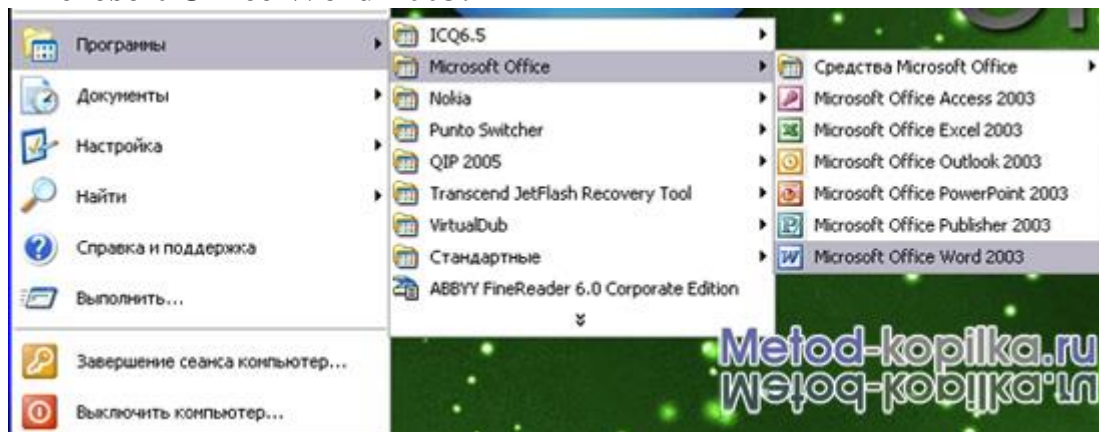 Программы
Документы
Настройка
Найти
Справка и поддержка
Выполнить...
Завершение сеанса компьютер...
Выключить компьютер...
ICQ6.5
Microsoft Office
Nokia
Punto Switcher
QIP 2005
Transcend JetFlash Recovery Tool
VirtualDub
Стандартные
ABBYY FineReader 6.0 Corporate Edition
Средства Microsoft Office
Microsoft Office Access 2003
Microsoft Office Excel 2003
Microsoft Office Outlook 2003
Microsoft Office PowerPoint 2003
Microsoft Office Publisher 2003
Microsoft Office Word 2003
Metod-kopilka.ru